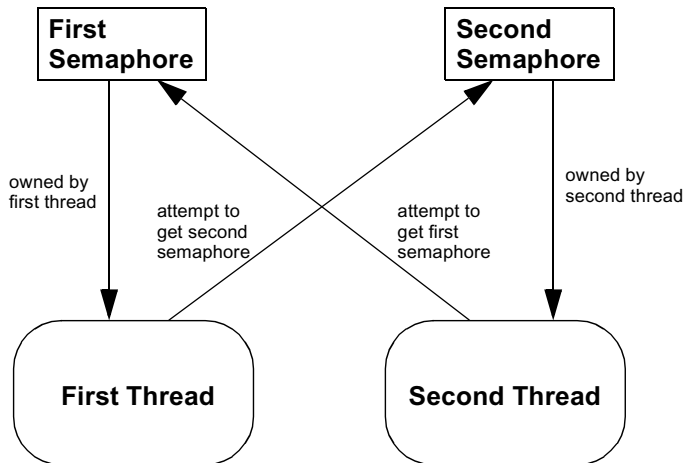 First
Semaphore
Second
Semaphore
owned by
first thread
attempt to
get second
semaphore
attempt to
get first
semaphore
owned by
second thread
First Thread
Second Thread